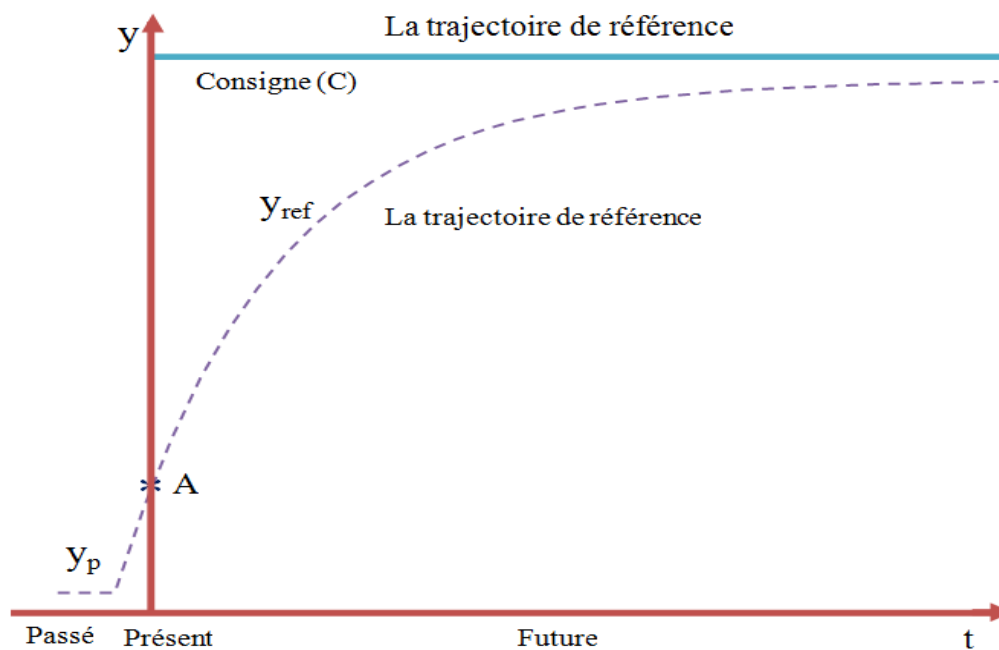 La trajectoire de référence
y
Consigne (C)
yref
La trajectoire de référence
A
yp
Passé
Présent
Future
t